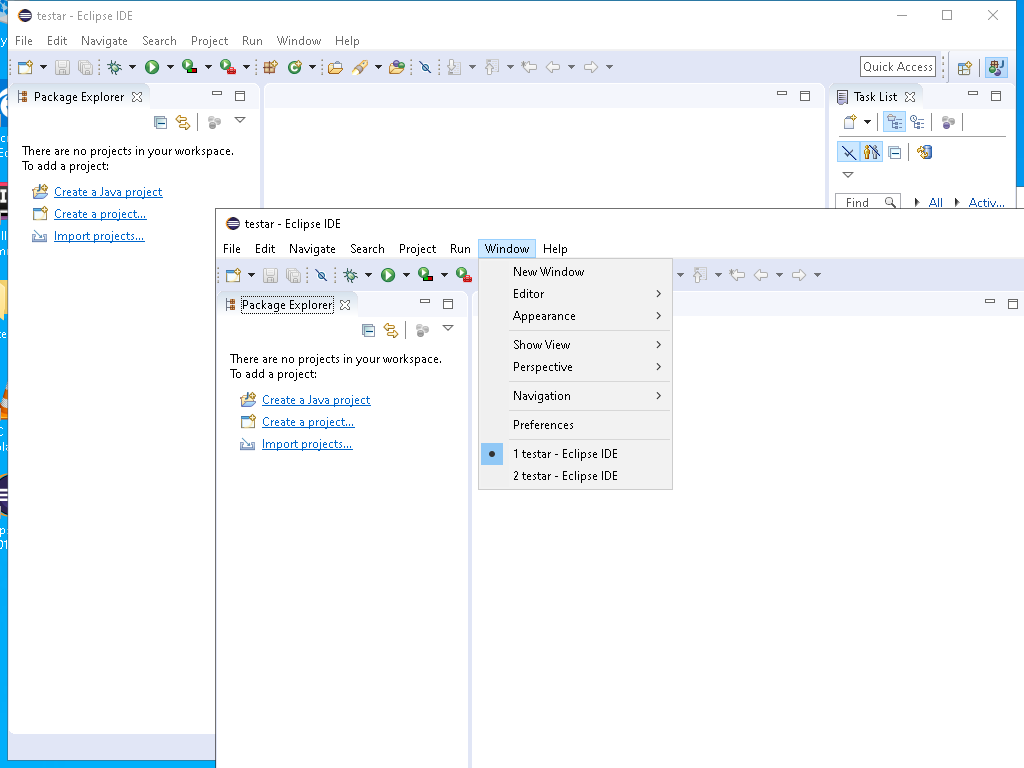 testar - Eclipse IDE
File Edit Navigate Search Project Run Window Help
Quick Access
Package Explorer
Task List
There are no projects in your workspace.
To add a project:
Create a Java project
Create a project...
Import projects...
Find All Activ...
testar - Eclipse IDE
File Edit Navigate Search Project Run Window Help
Package Explorer
There are no projects in your workspace.
To add a project:
Create a Java project
Create a project...
Import projects...
New Window
Editor
Appearance
Show View
Perspective
Navigation
Preferences
1 testar - Eclipse IDE
2 testar - Eclipse IDE